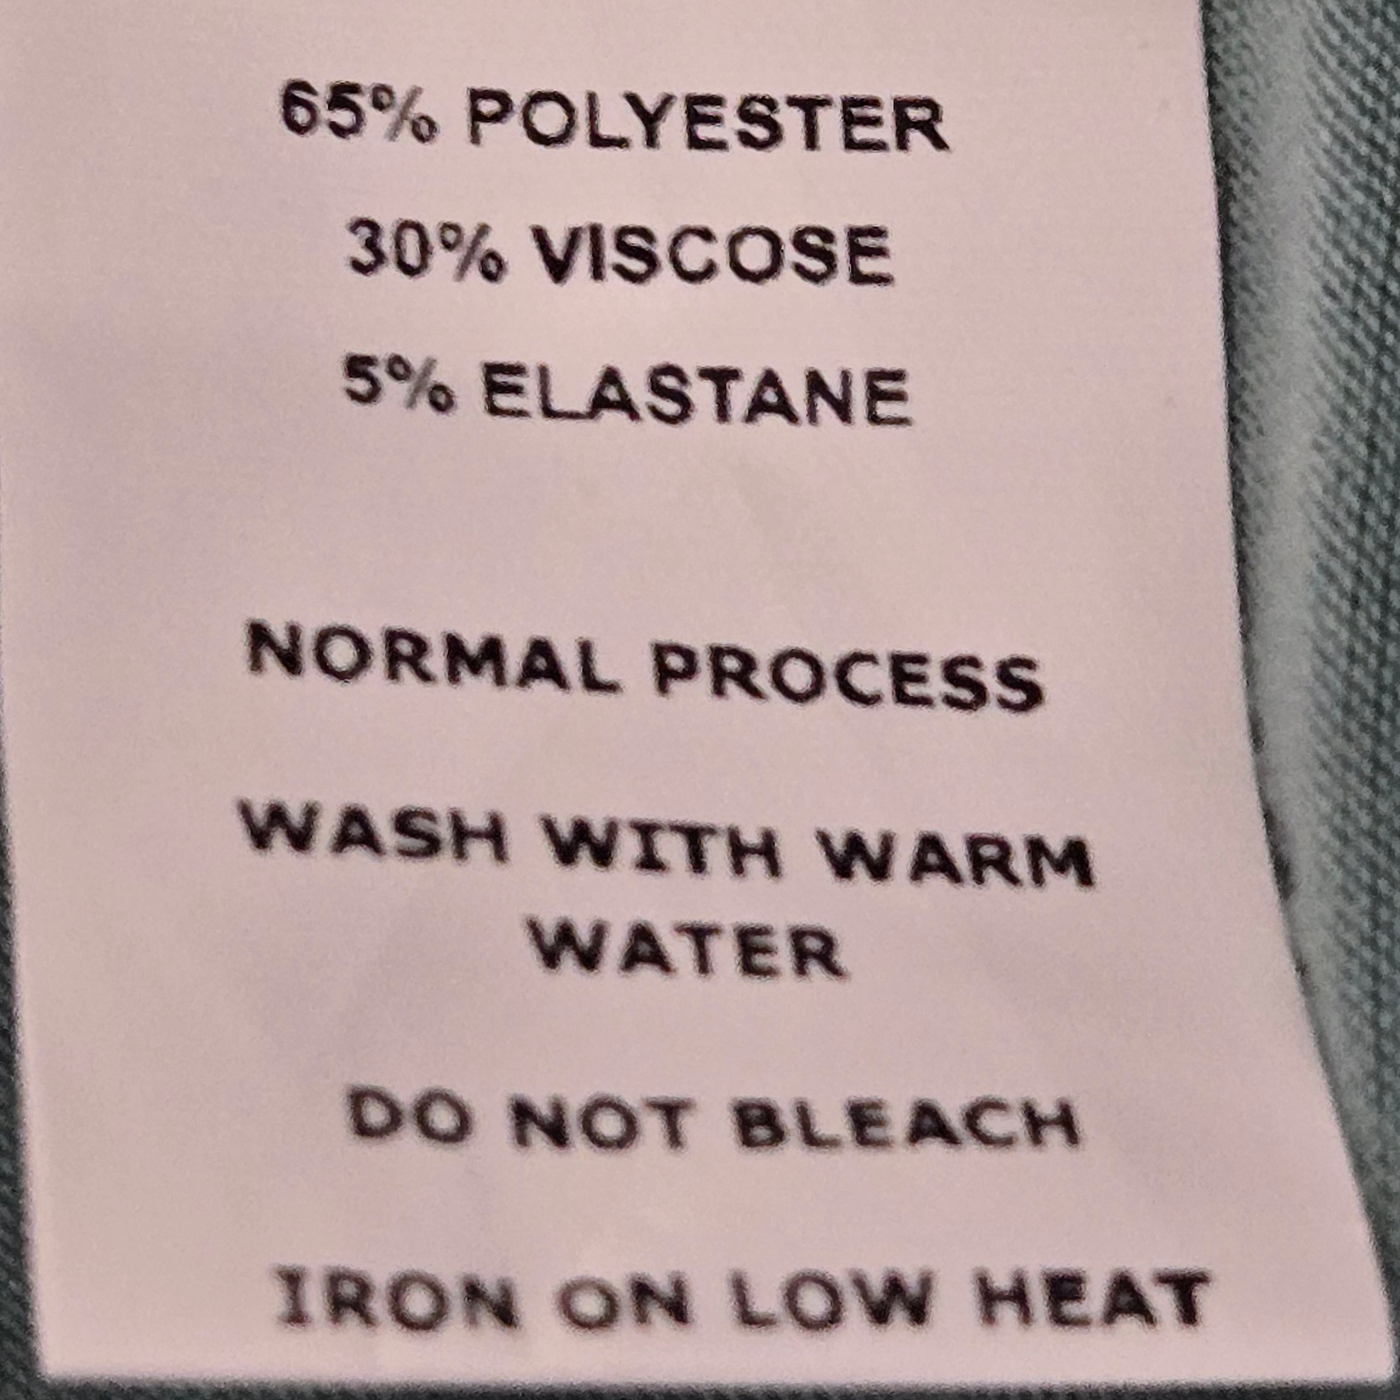 65% POLYESTER
30% VISCOSE
5% ELASTANE
NORMAL PROCESS
WASH WITH WARM
WATER
DO NOT BLEACH
IRON ON LOW HEAT